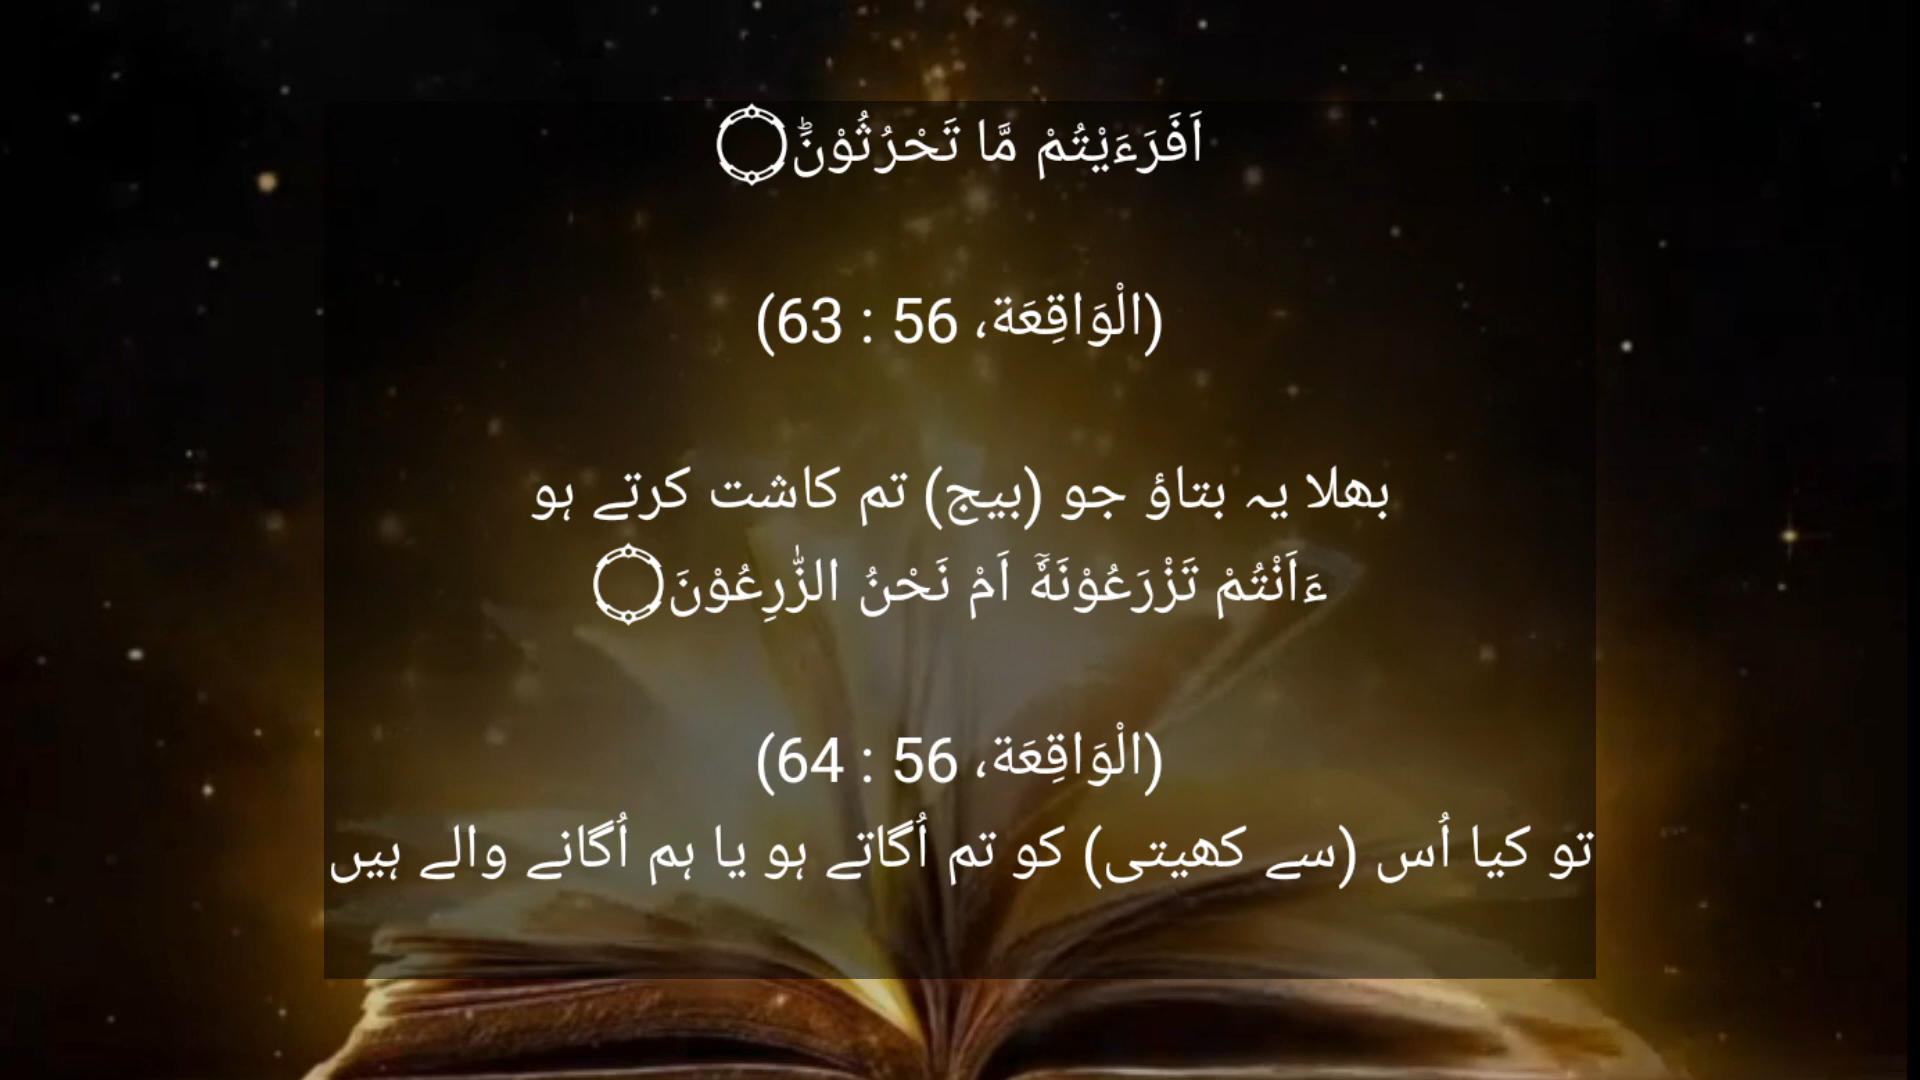 اَفَرَءَيْتُمْ مَّا تَحْرُثُوْنَؕ۝
(الْوَاقِعَة، 56 : 63)
بھلا یہ بتاؤ جو (بیج) تم کاشت کرتے ہو
ءَاَنْتُمْ تَزْرَعُوْنَهٗۤ اَمْ نَحْنُ الزّٰرِعُوْنَ۝
(الْوَاقِعَة، 56 : 64)
تو کیا اُس (سے کھیتی) کو تم اُگاتے ہو یا ہم اُگانے والے ہیں